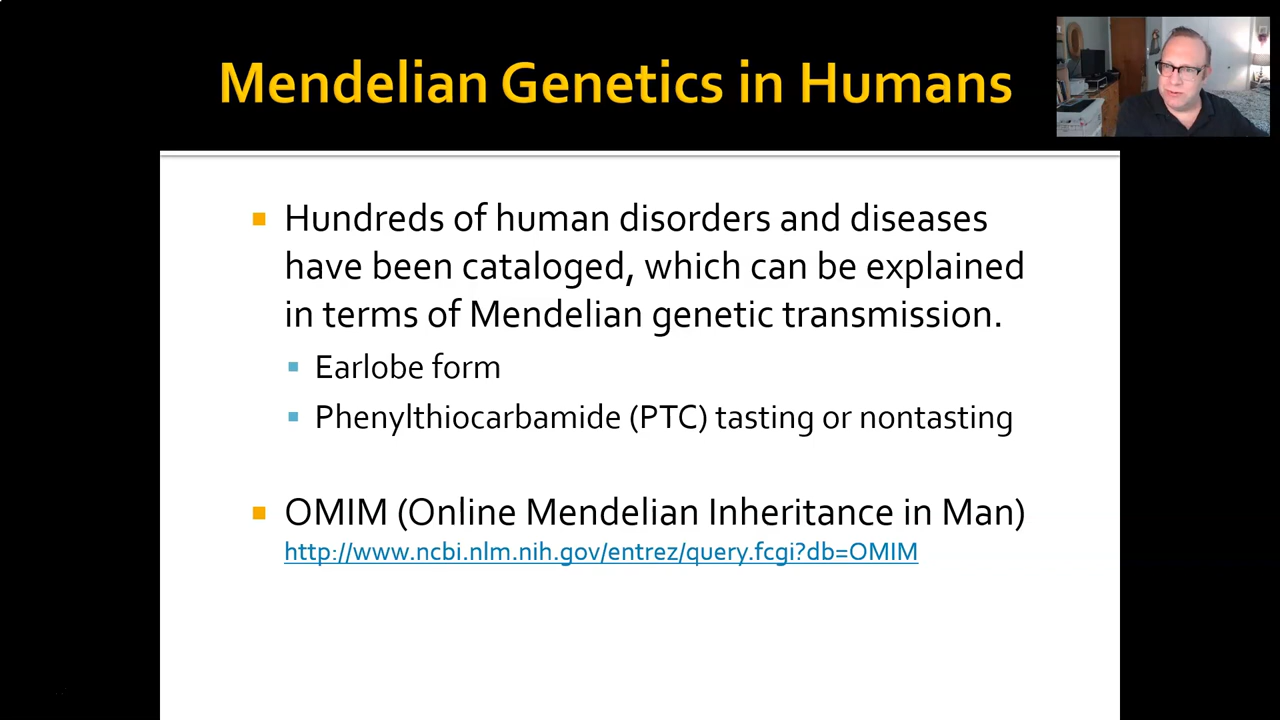 Mendelian Genetics in Humans
Hundreds of human disorders and diseases
have been cataloged, which can be explained
in terms of Mendelian genetic transmission.
Earlobe form
Phenylthiocarbamide (PTC) tasting or nontasting
OMIM (Online Mendelian Inheritance in Man)
http://www.ncbi.nlm.nih.gov/entrez/query.fcgi?db=OMIM